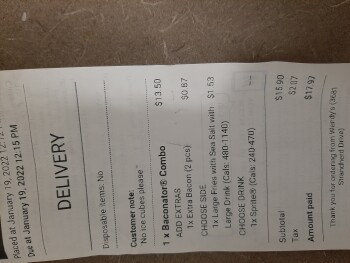 Placed at January 19, 2022 12:12
Due at January 19, 2022 12:15 PM
DELIVERY
Disposable Items: No
Customer note:
"No ice cubes please"
1 x Baconator® Combo $13.50
ADD EXTRAS
1x Extra Bacon (2 pcs) $0.87
CHOOSE SIDE
1x Large Fries with Sea Salt with $1.53
Large Drink (Cals: 480-1140)
CHOOSE DRINK
1x Sprite® (Cals: 240-470)
Subtotal $15.90
Tax $2.07
Amount paid $17.97
Thank you for ordering from Wendy's
Drive)